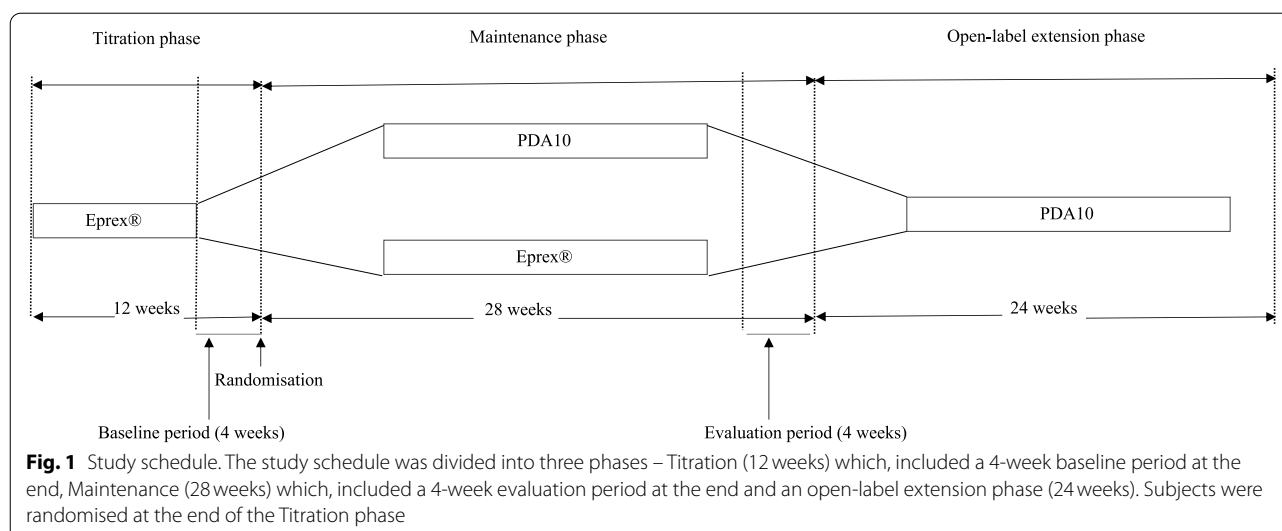 Titration phase
Maintenance phase
Open-label extension phase
PDA10
Eprex®
PDA10
Eprex®
12 weeks
28 weeks
24 weeks
Randomisation
Baseline period (4 weeks)
Evaluation period (4 weeks)
Fig. 1 Study schedule. The study schedule was divided into three phases – Titration (12 weeks) which, included a 4-week baseline period at the
end, Maintenance (28 weeks) which, included a 4-week evaluation period at the end and an open-label extension phase (24 weeks). Subjects were
randomised at the end of the Titration phase